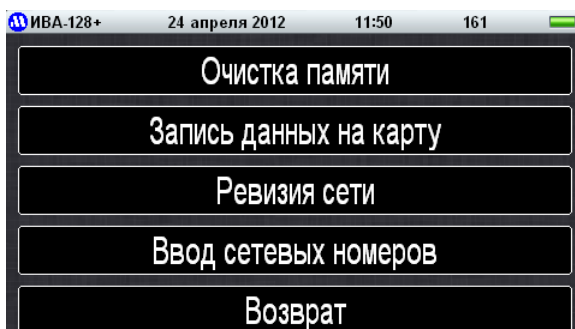 ИВА-128+ 24 апреля 2012 11:50 161
Очистка памяти
Запись данных на карту
Ревизия сети
Ввод сетевых номеров
Возврат